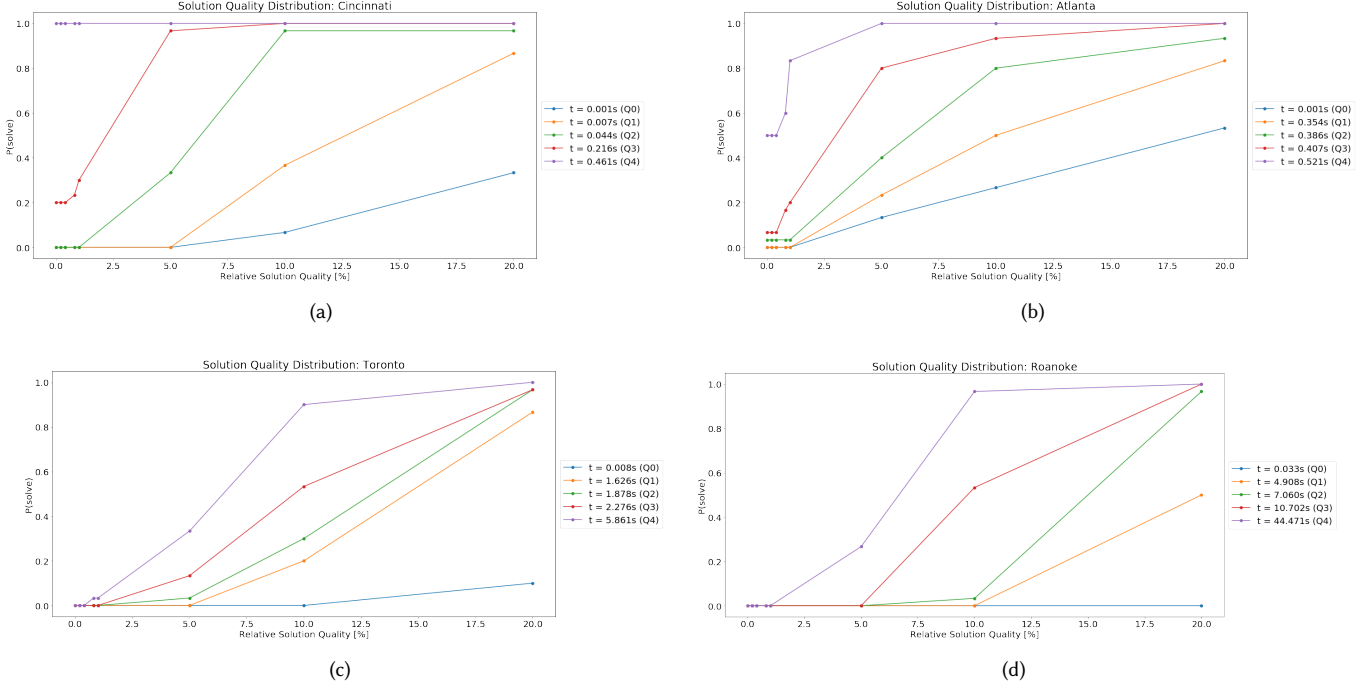 Solution Quality Distribution: Cincinnati
1.0
0.8
0.6
0.4
0.2
0.0
P(solve)
0.0 2.5 5.0 7.5 10.0 12.5 15.0 17.5 20.0
Relative Solution Quality [%]
t = 0.001s (Q0)
t = 0.007s (Q1)
t = 0.044s (Q2)
t = 0.216s (Q3)
t = 0.461s (Q4)
(a)
Solution Quality Distribution: Atlanta
1.0
0.8
0.6
0.4
0.2
0.0
P(solve)
0.0 2.5 5.0 7.5 10.0 12.5 15.0 17.5 20.0
Relative Solution Quality [%]
t = 0.001s (Q0)
t = 0.354s (Q1)
t = 0.386s (Q2)
t = 0.407s (Q3)
t = 0.521s (Q4)
(b)
Solution Quality Distribution: Toronto
1.0
0.8
0.6
0.4
0.2
0.0
P(solve)
0.0 2.5 5.0 7.5 10.0 12.5 15.0 17.5 20.0
Relative Solution Quality [%]
t = 0.008s (Q0)
t = 1.626s (Q1)
t = 1.878s (Q2)
t = 2.276s (Q3)
t = 5.861s (Q4)
(c)
Solution Quality Distribution: Roanoke
1.0
0.8
0.6
0.4
0.2
0.0
P(solve)
0.0 2.5 5.0 7.5 10.0 12.5 15.0 17.5 20.0
Relative Solution Quality [%]
t = 0.033s (Q0)
t = 4.908s (Q1)
t = 7.060s (Q2)
t = 10.702s (Q3)
t = 44.471s (Q4)
(d)